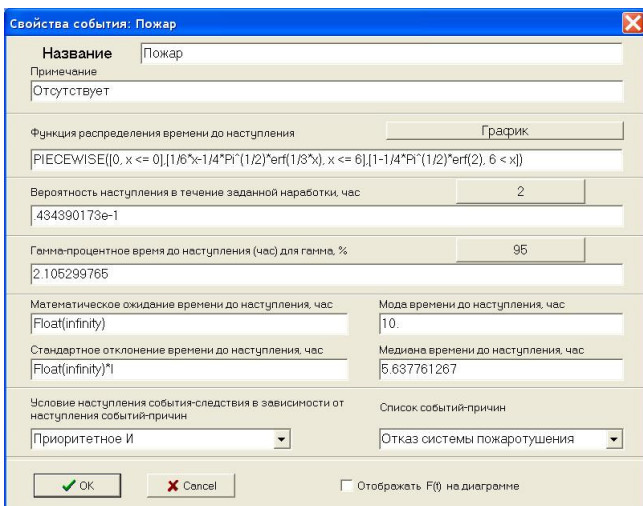 Свойства события: Пожар
Название Пожар
Примечание
Отсутствует
Функция распределения времени до наступления График
PIECEWISE([0, x <= 0],[1/6*x-1/4*Pi^(1/2)*erf(1/3*x), x <= 6],[1-1/4*Pi^(1/2)*erf(2), 6 < x])
Вероятность наступления в течение заданной наработки, час 2
.434390173e-1
Гамма-процентное время до наступления (час) для гамма, % 95
2.105299765
Математическое ожидание времени до наступления, час Мода времени до наступления, час
Float(infinity) 10.
Стандартное отклонение времени до наступления, час Медиана времени до наступления, час
Float(infinity)*I 5.637761267
Условие наступления события-следствия в зависимости от
наступления событий-причин Список событий-причин
Приоритетное И Отказ системы пожаротушения
OK Cancel Отображать F(t) на диаграмме